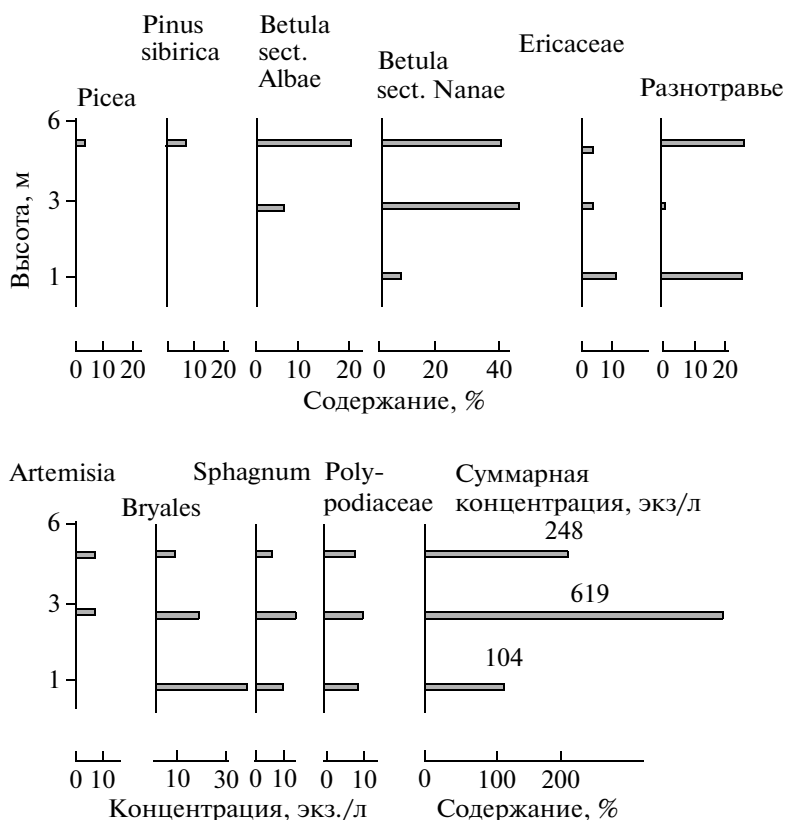 Picea
Pinus
sibirica
Betula
sect.
Albae
Betula
sect. Nanae
Ericaceae
Разнотравье
Высота, м
6
3
1
0 10 20
10 20
0 10 20
0 20 40
0 10
0 10 20
Содержание, %
Artemisia
Bryales
Sphagnum
Poly-
podiaceae
Суммарная
концентрация, экз/л
248
619
104
6
3
1
0 10
10 30
0 10
0 10
0 100 200
Концентрация, экз./л
Содержание, %